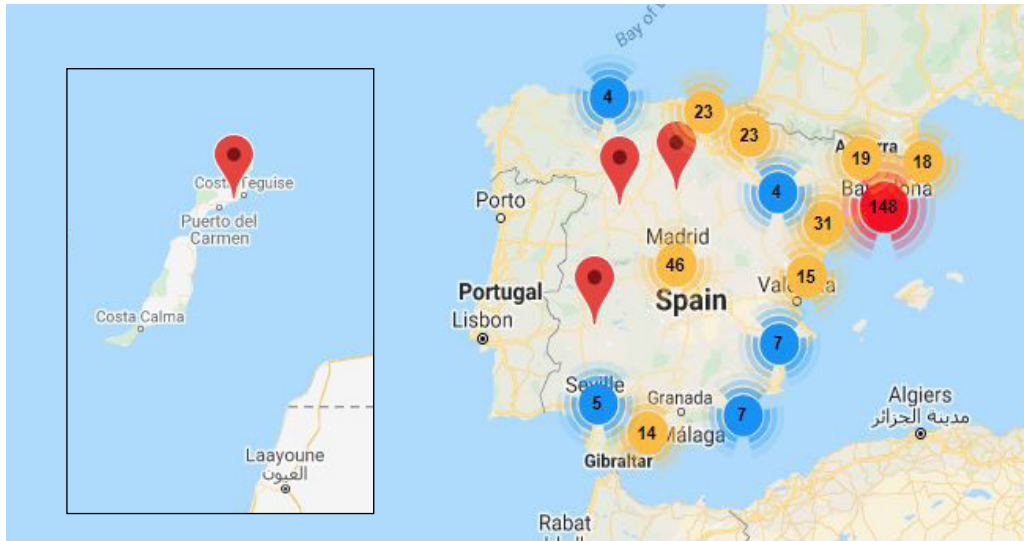 Bay of
4
23
23
Porto
19
18
Barcelona
148
4
31
Madrid
46
15
Portugal
Spain
Lisbon
7
Seville
5
Granada
7
14
Málaga
Gibraltar
Algiers
مدينة الجزائر
Rabat
Costa Teguise
Puerto del
Carmen
Costa Calma
Laayoune
العيون